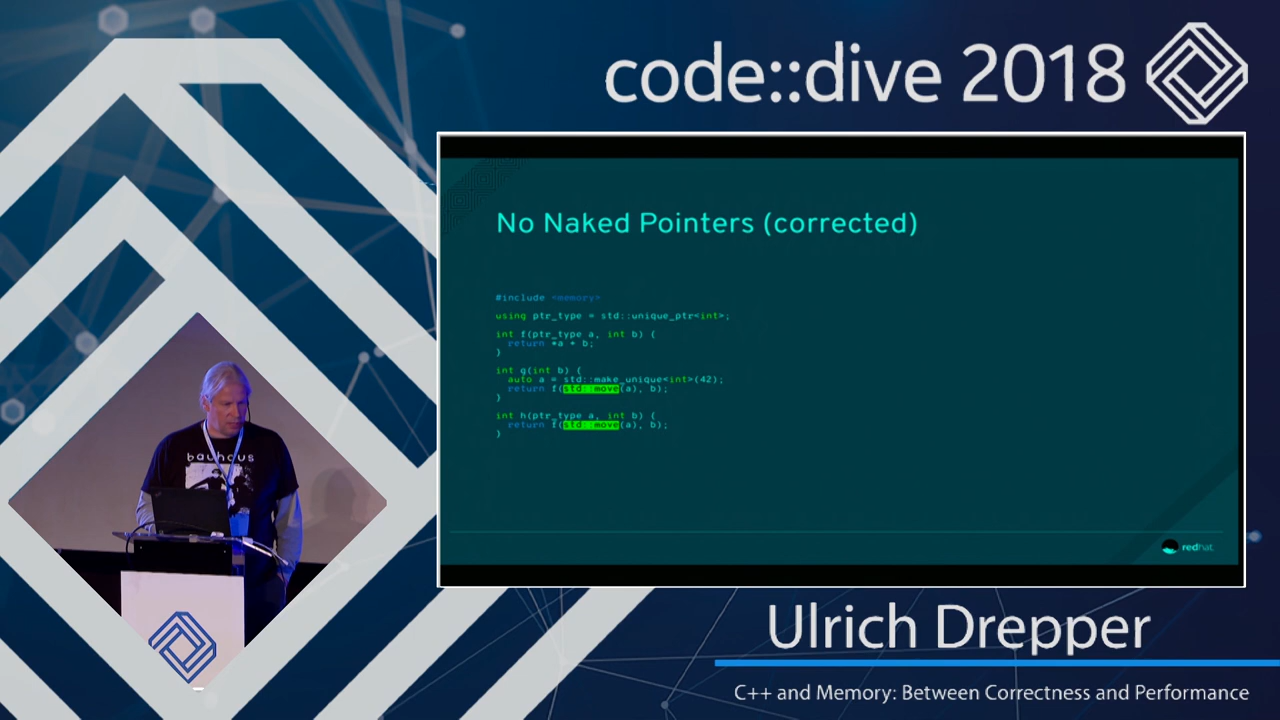 code::dive 2018
No Naked Pointers (corrected)
#include <memory>
using ptr_type = std::unique_ptr<int>;
int f(ptr_type a, int b) {
return *a + b;
}
int g(int b) {
auto a = std::make_unique<int>(42);
return f(std::move(a), b);
}
int h(ptr_type a, int b) {
return f(std::move(a), b);
}
redhat.
bauhaus
Ulrich Drepper
C++ and Memory: Between Correctness and Performance